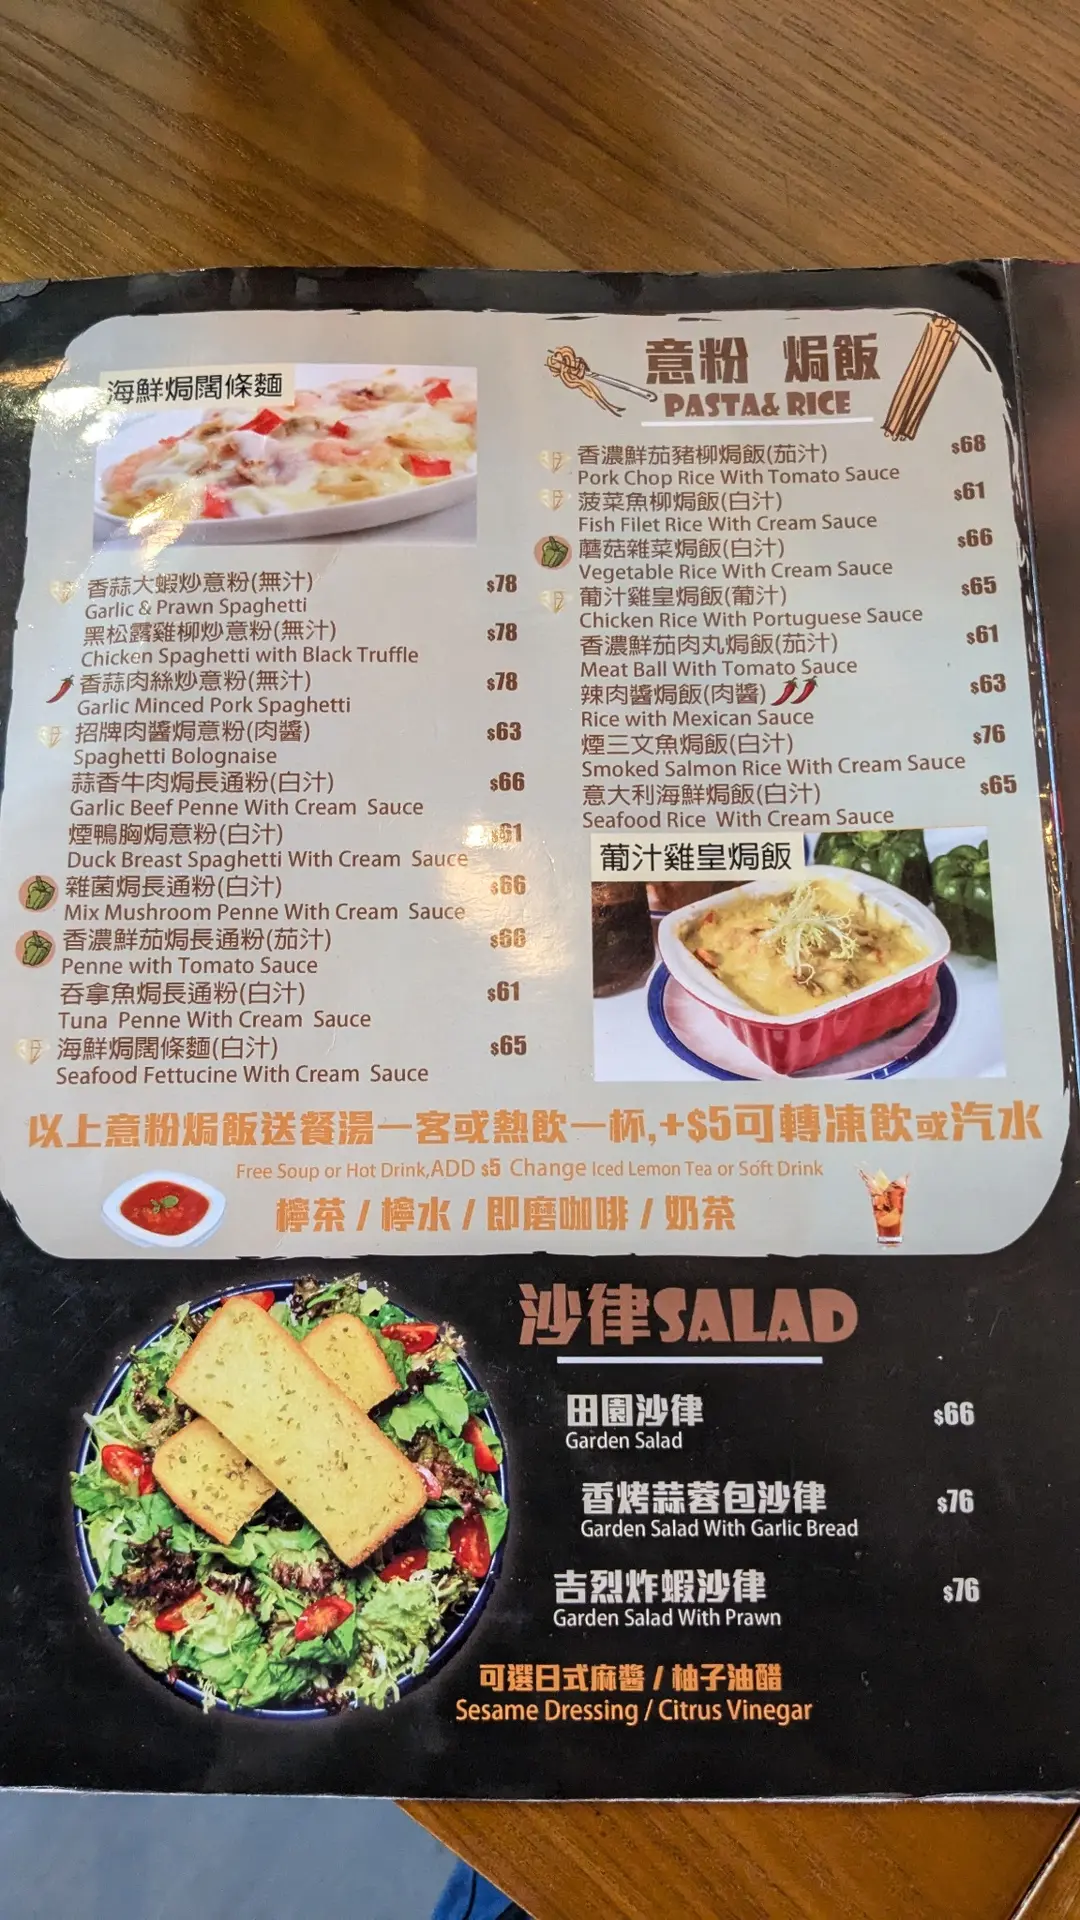 海鮮焗闊條麵
香蒜大蝦炒意粉(無汁) $78
Garlic & Prawn Spaghetti
黑松露雞柳炒意粉(無汁) $78
Chicken Spaghetti with Black Truffle
香蒜肉絲炒意粉(無汁) $78
Garlic Minced Pork Spaghetti
招牌肉醬焗意粉(肉醬) $63
Spaghetti Bolognaise
蒜香牛肉焗長通粉(白汁) $66
Garlic Beef Penne With Cream Sauce
煙鴨胸焗意粉(白汁) $61
Duck Breast Spaghetti With Cream Sauce
雜菌焗長通粉(白汁) $66
Mix Mushroom Penne With Cream Sauce
香濃鮮茄焗長通粉(茄汁) $66
Penne with Tomato Sauce
吞拿魚焗長通粉(白汁) $61
Tuna Penne With Cream Sauce
海鮮焗闊條麵(白汁) $65
Seafood Fettucine With Cream Sauce
意粉 焗飯
PASTA& RICE
香濃鮮茄豬柳焗飯(茄汁) $68
Pork Chop Rice With Tomato Sauce
菠菜魚柳焗飯(白汁) $61
Fish Filet Rice With Cream Sauce
蘑菇雜菜焗飯(白汁) $66
Vegetable Rice With Cream Sauce
葡汁雞皇焗飯(葡汁) $65
Chicken Rice With Portuguese Sauce
香濃鮮茄肉丸焗飯(茄汁) $61
Meat Ball With Tomato Sauce
辣肉醬焗飯(肉醬) $63
Rice with Mexican Sauce
煙三文魚焗飯(白汁) $76
Smoked Salmon Rice With Cream Sauce
意大利海鮮焗飯(白汁) $65
Seafood Rice With Cream Sauce
葡汁雞皇焗飯
以上意粉焗飯送餐湯一客或熱飲一杯,+$5可轉凍飲或汽水
Free Soup or Hot Drink,ADD $5 Change Iced Lemon Tea or Soft Drink
檸茶 / 檸水 / 即磨咖啡 / 奶茶
沙律SALAD
田園沙律 $66
Garden Salad
香烤蒜蓉包沙律 $76
Garden Salad With Garlic Bread
吉烈炸蝦沙律 $76
Garden Salad With Prawn
可選日式麻醬 / 柚子油醋
Sesame Dressing / Citrus Vinegar